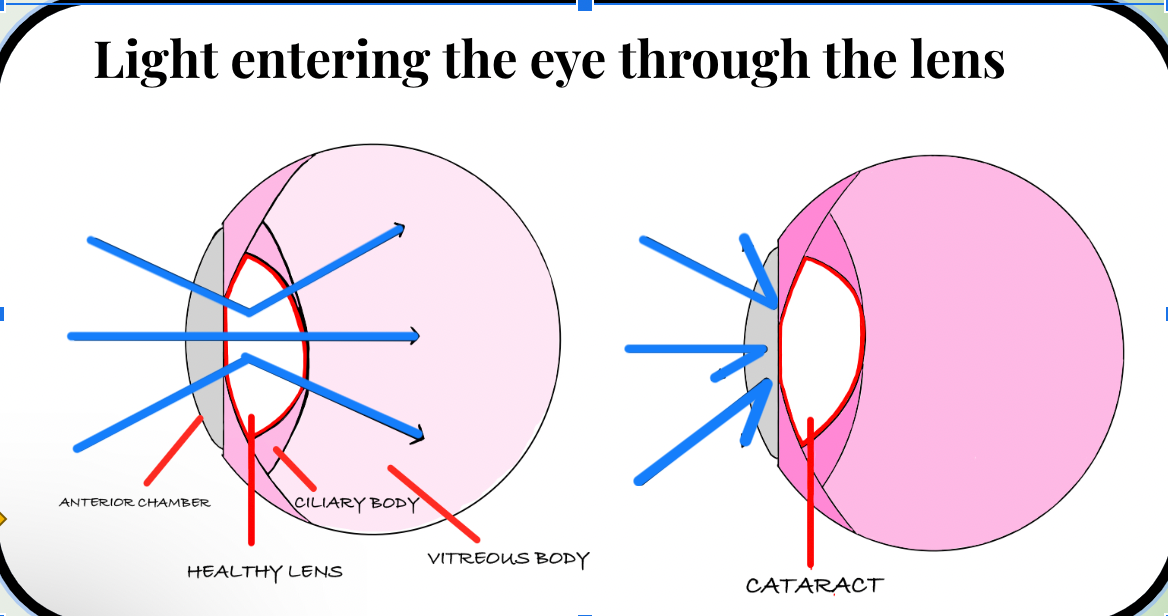 Light entering the eye through the lens
ANTERIOR CHAMBER
CILIARY BODY
HEALTHY LENS
VITREOUS BODY
CATARACT